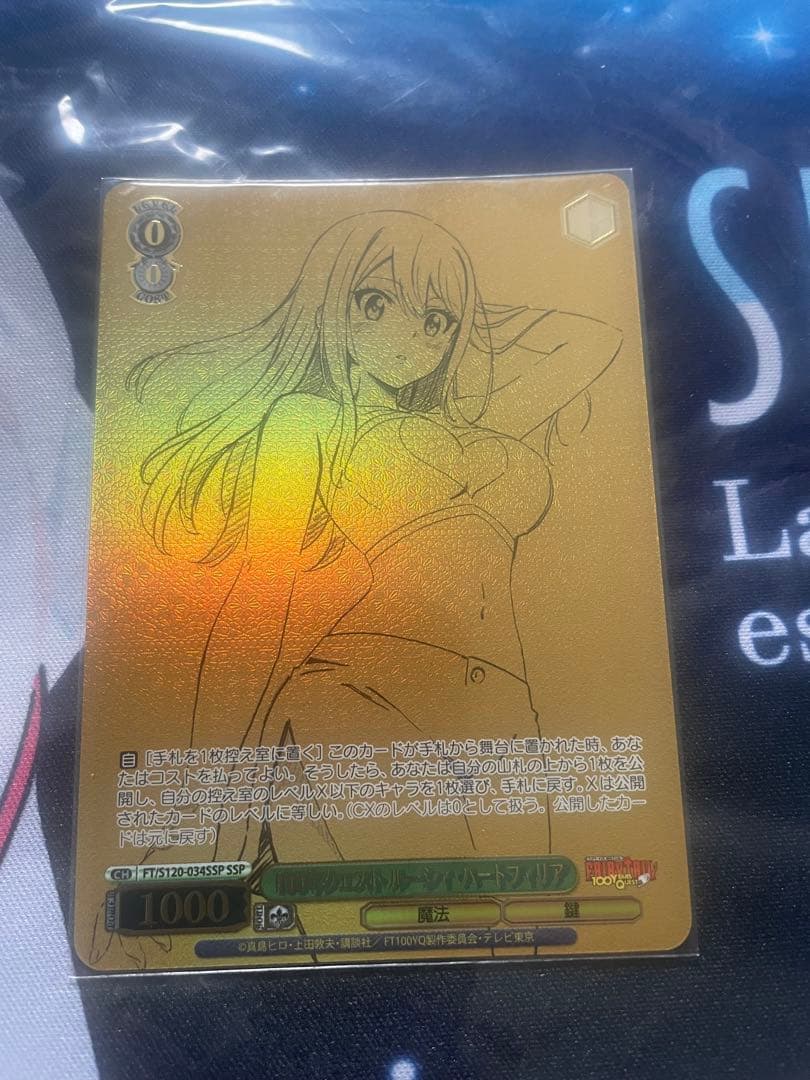 LEVEL
0
0
COST
S
La
es
自［手札を1枚控え室に置く］このカードが手札から舞台に置かれた時、あな
たはコストを払ってよい。そうしたら、あなたは自分の山札の上から1枚を公
開し、自分の控え室のレベルX以下のキャラを1枚選び、手札に戻す。Xは公開
されたカードのレベルに等しい。（CXのレベルは0として扱う。公開したカー
ドは元に戻す）
CH FT/S120-034SSP SSP
100年クエスト ルーシィ・ハートフィリア
FAIRY TAIL
100 YEARS QUEST
POWER
1000
SOUL
魔法
鍵
©真島ヒロ・上田敦夫・講談社／FT100YQ製作委員会・テレビ東京